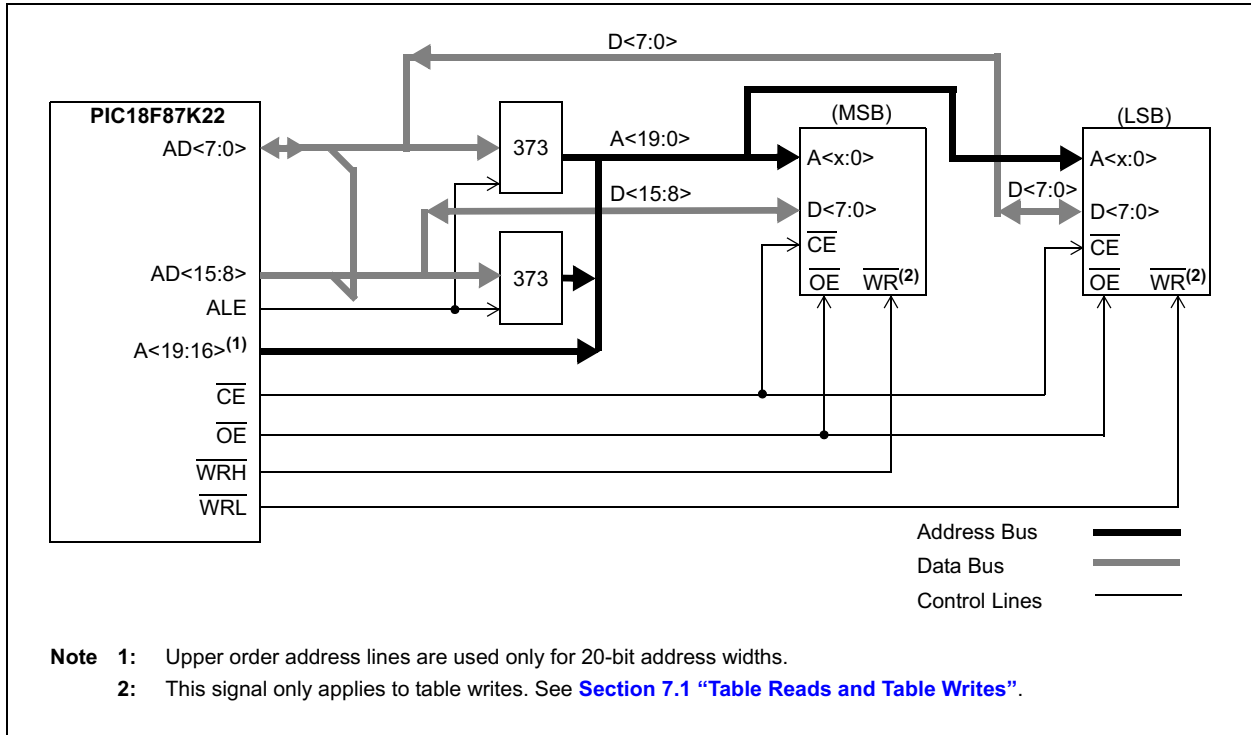 D<7:0>
PIC18F87K22
AD<7:0>
373
A<19:0>
(MSB)
A<x:0>
(LSB)
A<x:0>
D<15:8>
D<7:0>
D<7:0>
D<7:0>
CE
CE
AD<15:8>
373
OE WR(2)
OE WR(2)
ALE
A<19:16>(1)
CE
OE
WRH
WRL
Address Bus
Data Bus
Control Lines
Note 1: Upper order address lines are used only for 20-bit address widths.
2: This signal only applies to table writes. See Section 7.1 “Table Reads and Table Writes”.